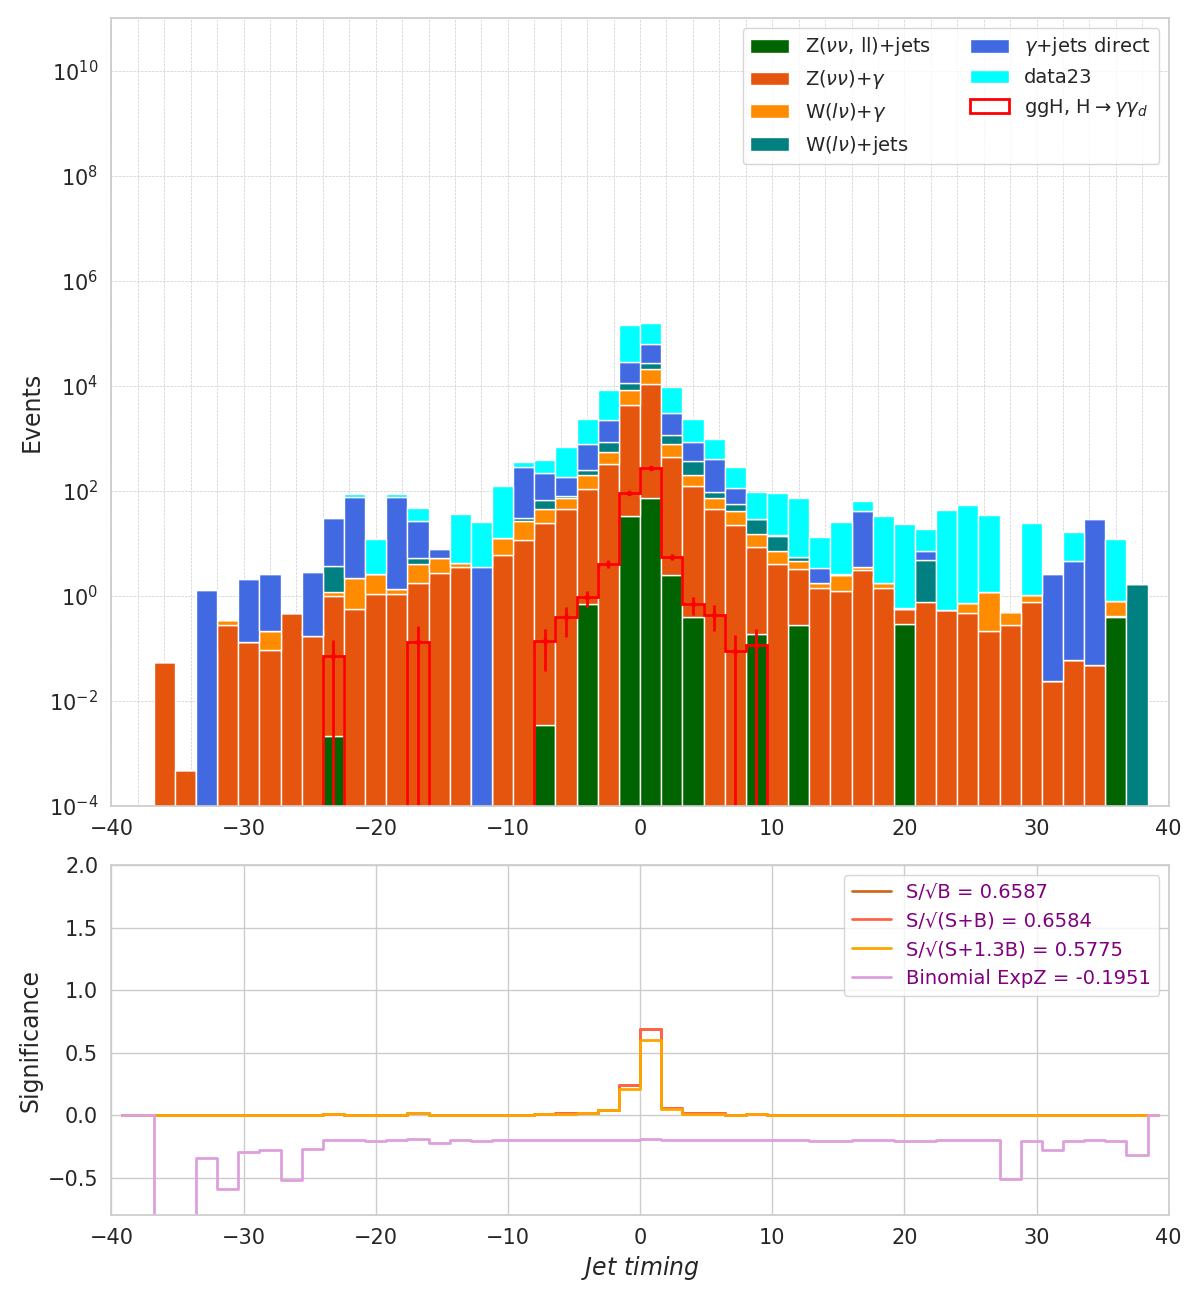 Z(νν, ll)+jets
Z(νν)+γ
W(lν)+γ
W(lν)+jets
γ+jets direct
data23
ggH, H→γγ_d
Events
10^10
10^8
10^6
10^4
10^2
10^0
10^−2
10^−4
−40 −30 −20 −10 0 10 20 30 40
S/√B = 0.6587
S/√(S+B) = 0.6584
S/√(S+1.3B) = 0.5775
Binomial ExpZ = -0.1951
Significance
2.0
1.5
1.0
0.5
0.0
−0.5
−40 −30 −20 −10 0 10 20 30 40
Jet timing